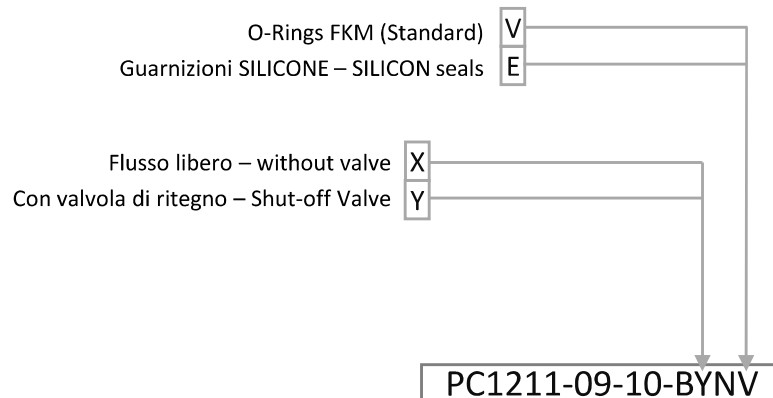 O-Rings FKM (Standard) V
Guarnizioni SILICONE – SILICON seals E
Flusso libero – without valve X
Con valvola di ritegno – Shut-off Valve Y
PC1211-09-10-BYNV